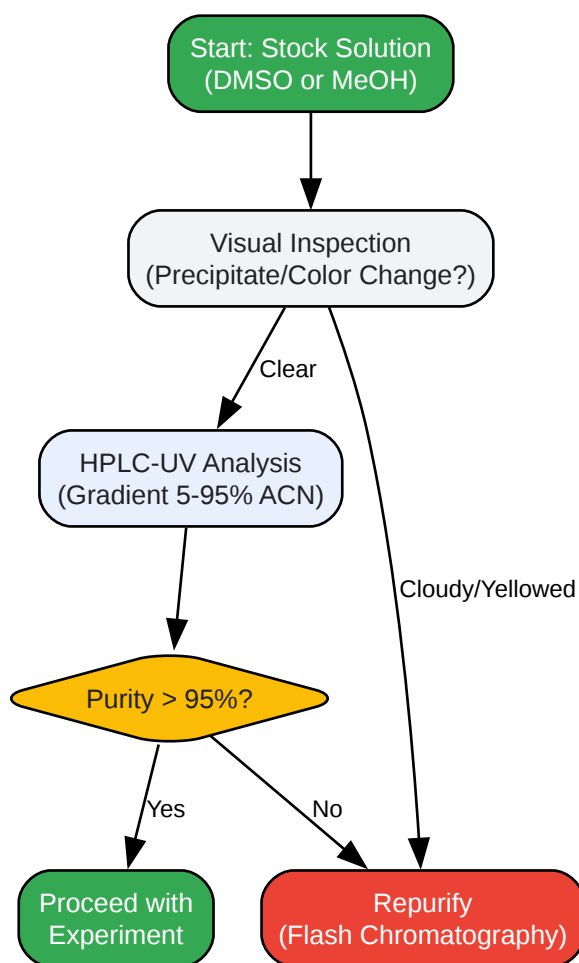 Start: Stock Solution
(DMSO or MeOH)
Visual Inspection
(Precipitate/Color Change?)
Clear
HPLC-UV Analysis
(Gradient 5-95% ACN)
Cloudy/Yellowed
Purity > 95%?
Yes
No
Proceed with
Experiment
Repurify
(Flash Chromatography)